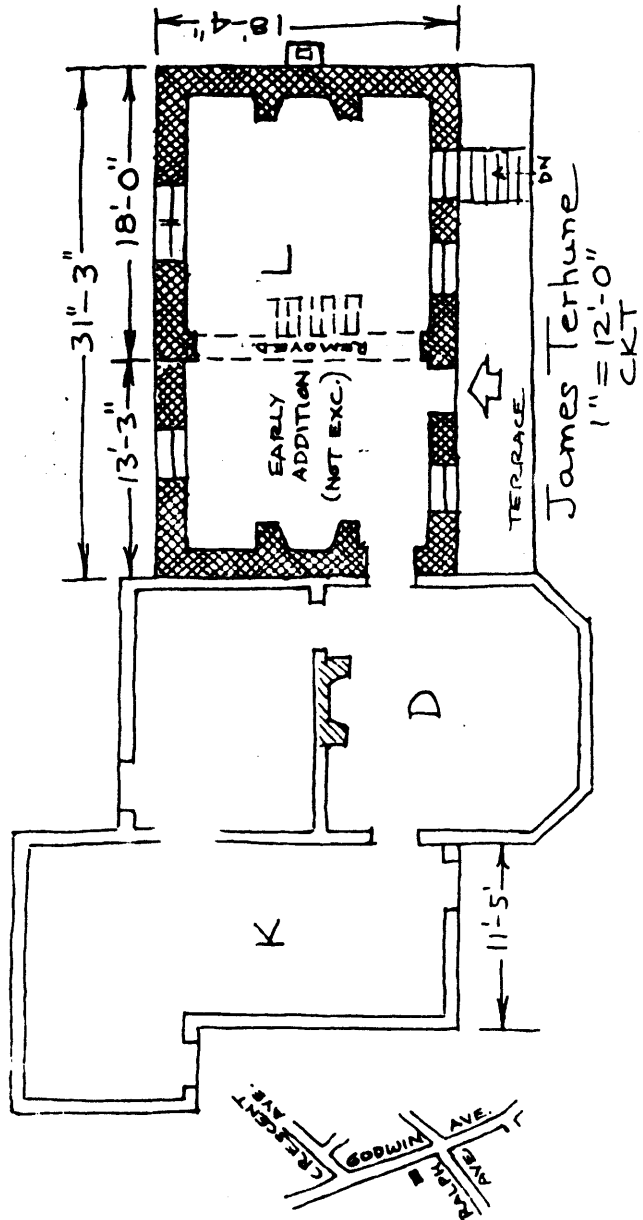 18'-4"
31"-3"
13'-3"
18'-0"
L
REMOVED
EARLY
ADDITION
(NOT EXC.)
DN
TERRACE
James Terhune
1" = 12'-0"
CKT
D
K
11'-5'
CRESCENT
AVE.
GODWIN
AVE.
RALPH
AVE.